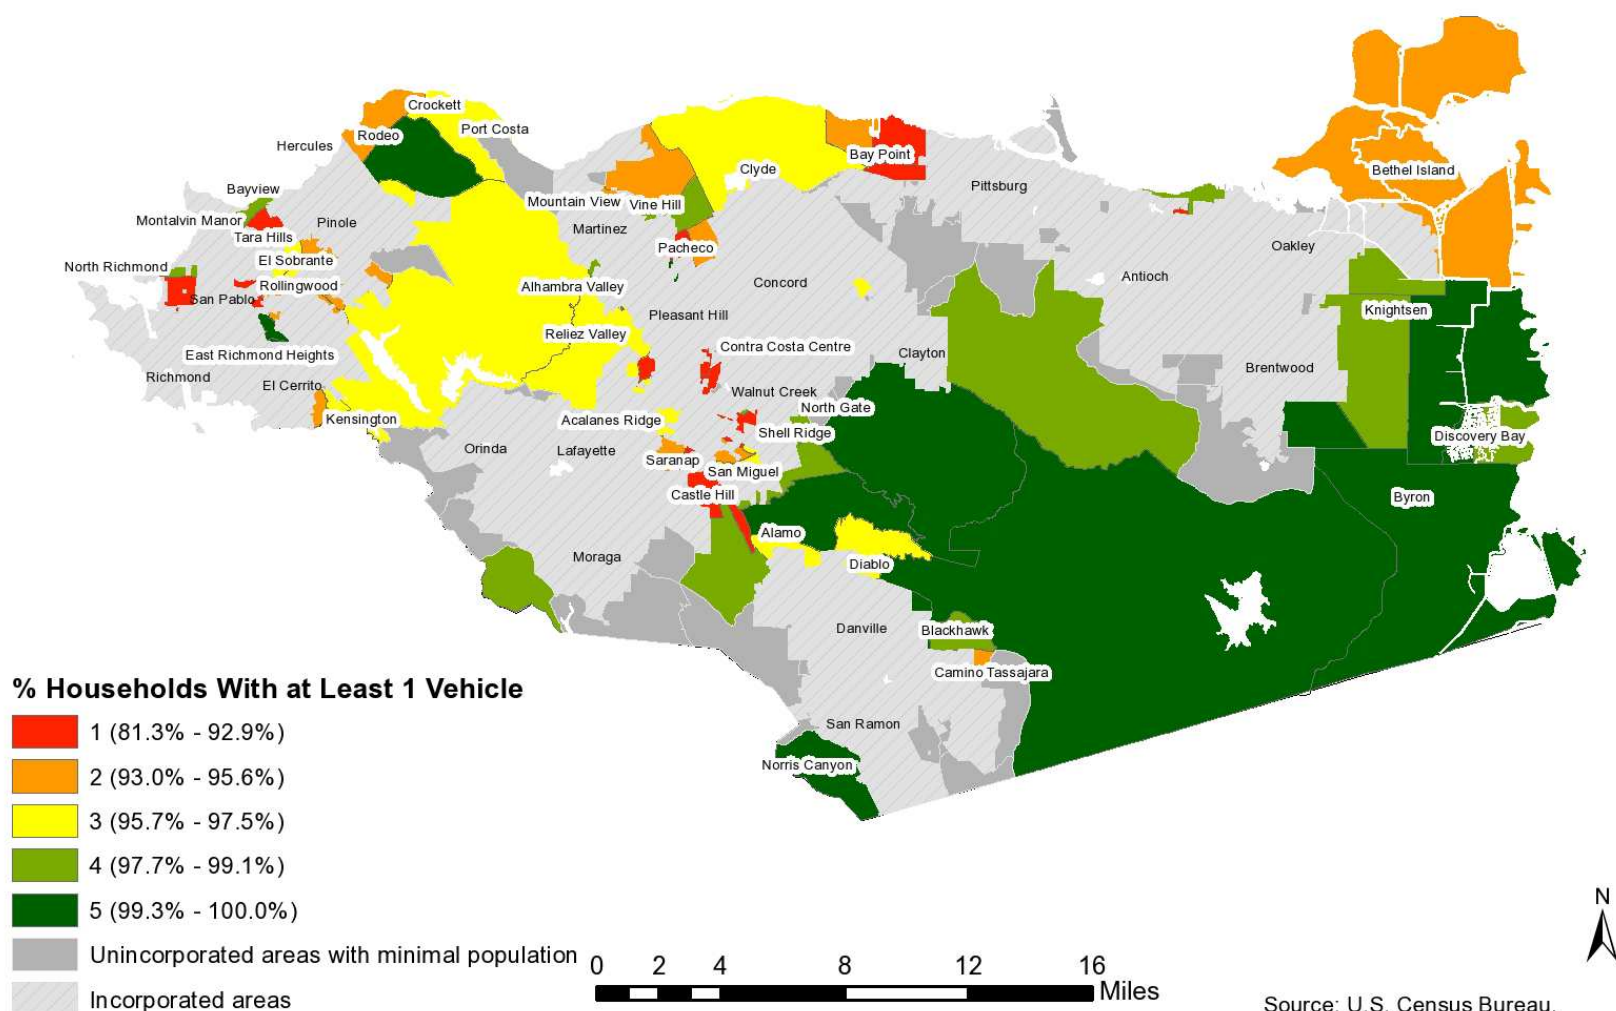 Crockett
Port Costa
Rodeo
Hercules
Bay Point
Clyde
Bethel Island
Bayview
Pittsburg
Mountain View
Vine Hill
Montalvin Manor
Pinole
Martinez
Tara Hills
Pacheco
Oakley
El Sobrante
North Richmond
Antioch
Concord
Rollingwood
Alhambra Valley
San Pablo
Knightsen
Pleasant Hill
Reliez Valley
Contra Costa Centre
Clayton
East Richmond Heights
Brentwood
Richmond
El Cerrito
Walnut Creek
North Gate
Kensington
Acalanes Ridge
Shell Ridge
Discovery Bay
Orinda
Lafayette
Saranap
San Miguel
Castle Hill
Byron
Alamo
Moraga
Diablo
Danville
Blackhawk
Camino Tassajara
San Ramon
Norris Canyon
% Households With at Least 1 Vehicle
1 (81.3% - 92.9%)
2 (93.0% - 95.6%)
3 (95.7% - 97.5%)
4 (97.7% - 99.1%)
5 (99.3% - 100.0%)
Unincorporated areas with minimal population
Incorporated areas
0 2 4 8 12 16
Miles
N
Source: U.S. Census Bureau.